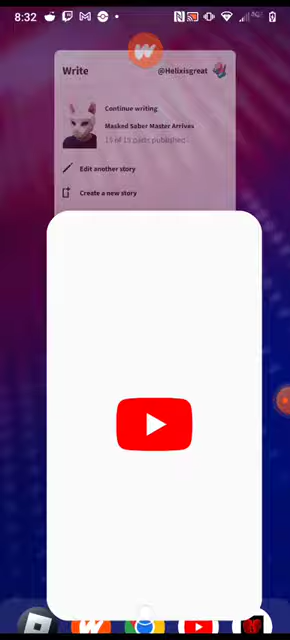 8:32
Write
@Helixisgreat
Continue writing
Masked Saber Master Arrives
Edit another story
Create a new story